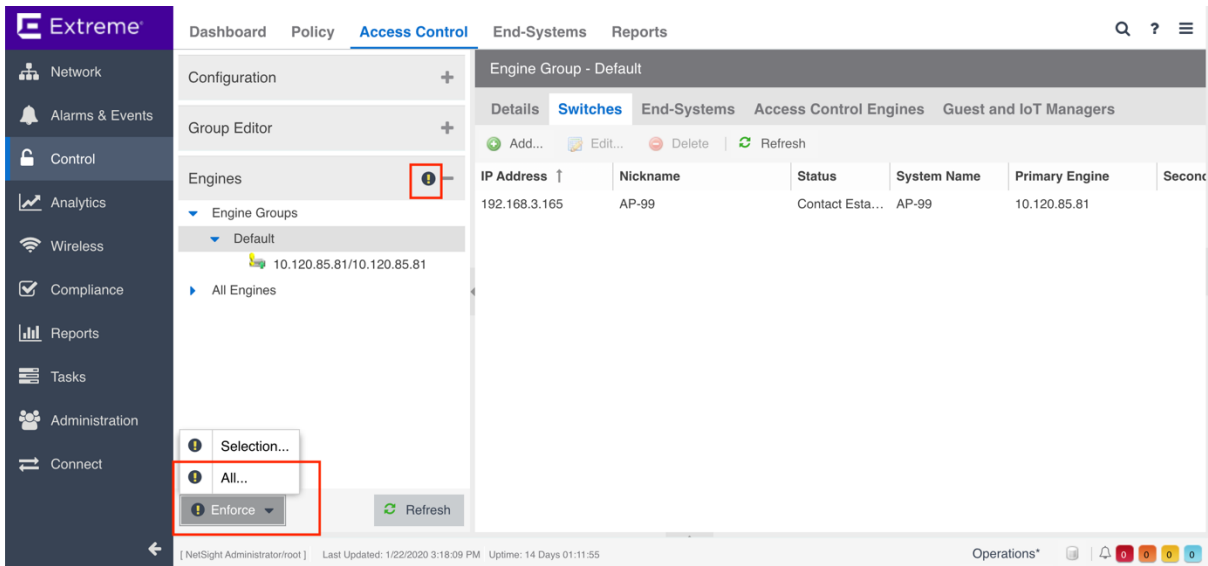 Extreme
Dashboard Policy Access Control End-Systems Reports ?
Network
Alarms & Events
Control
Analytics
Wireless
Compliance
Reports
Tasks
Administration
Connect
Configuration
Group Editor
Engines
Engine Groups
Default
10.120.85.81/10.120.85.81
All Engines
Selection...
All...
Enforce
Refresh
Engine Group - Default
Details Switches End-Systems Access Control Engines Guest and IoT Managers
Add... Edit... Delete Refresh
IP Address Nickname Status System Name Primary Engine Second
192.168.3.165 AP-99 Contact Esta... AP-99 10.120.85.81
[ NetSight Administrator/root ] Last Updated: 1/22/2020 3:18:09 PM Uptime: 14 Days 01:11:55 Operations* 0 0 0 0